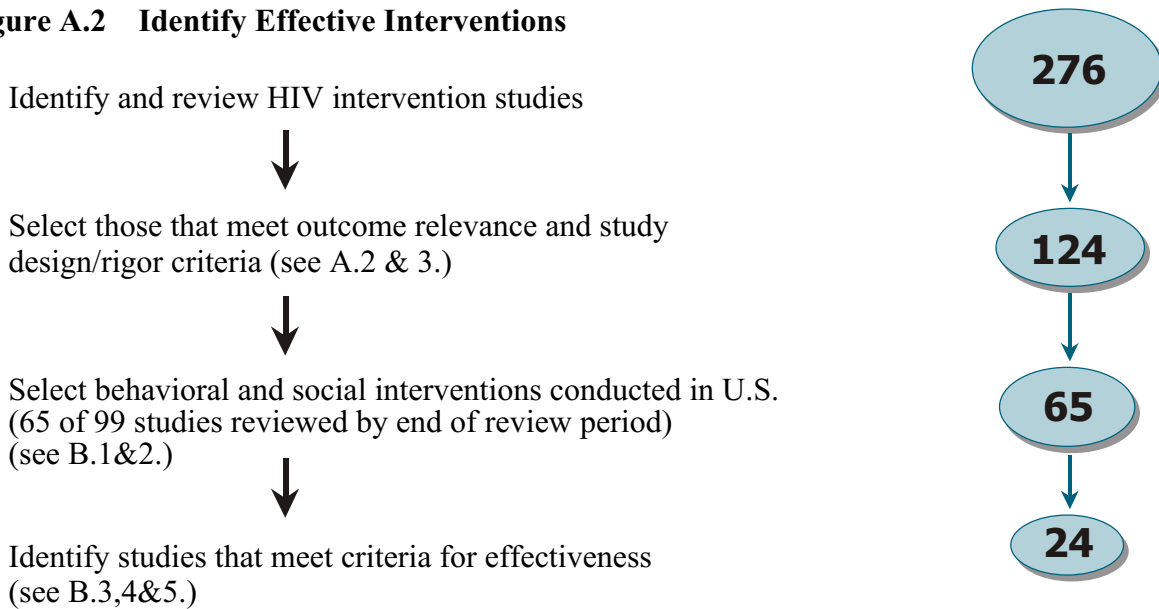 gure A.2 Identify Effective Interventions
276
Identify and review HIV intervention studies
Select those that meet outcome relevance and study
design/rigor criteria (see A.2 & 3.)
124
Select behavioral and social interventions conducted in U.S.
(65 of 99 studies reviewed by end of review period)
(see B.1&2.)
65
Identify studies that meet criteria for effectiveness
(see B.3,4&5.)
24